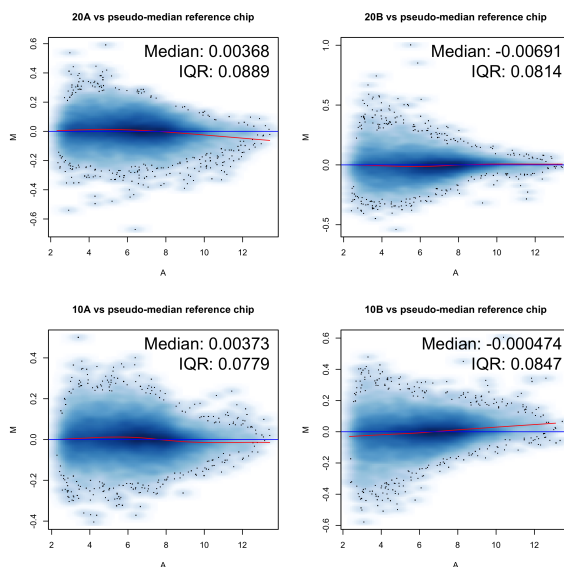 20A vs pseudo-median reference chip
Median: 0.00368
IQR: 0.0889
M
0.6
0.4
0.2
0.0
-0.2
-0.4
-0.6
2 4 6 8 10 12
A
20B vs pseudo-median reference chip
Median: -0.00691
IQR: 0.0814
M
1.0
0.5
0.0
-0.5
2 4 6 8 10 12
A
10A vs pseudo-median reference chip
Median: 0.00373
IQR: 0.0779
M
0.4
0.2
0.0
-0.2
-0.4
2 4 6 8 10 12
A
10B vs pseudo-median reference chip
Median: -0.000474
IQR: 0.0847
M
0.6
0.4
0.2
0.0
-0.2
-0.4
-0.6
2 4 6 8 10 12
A